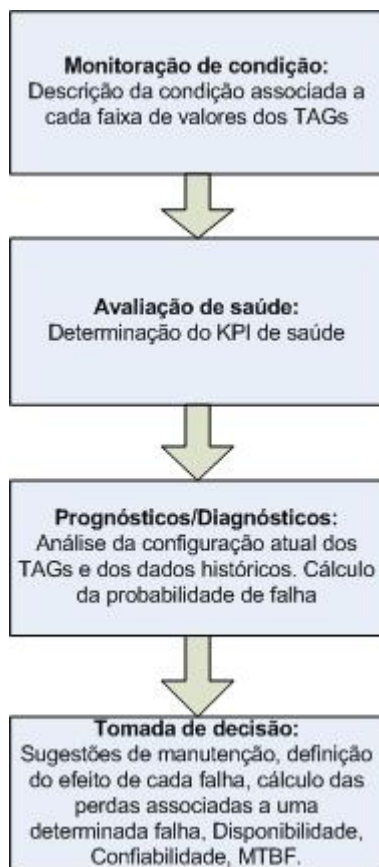 Monitoração de condição:
Descrição da condição associada a
cada faixa de valores dos TAGs
Avaliação de saúde:
Determinação do KPI de saúde
Prognósticos/Diagnósticos:
Análise da configuração atual dos
TAGs e dos dados históricos. Cálculo
da probabilidade de falha
Tomada de decisão:
Sugestões de manutenção, definição
do efeito de cada falha, cálculo das
perdas associadas a uma
determinada falha, Disponibilidade,
Confiabilidade, MTBF.